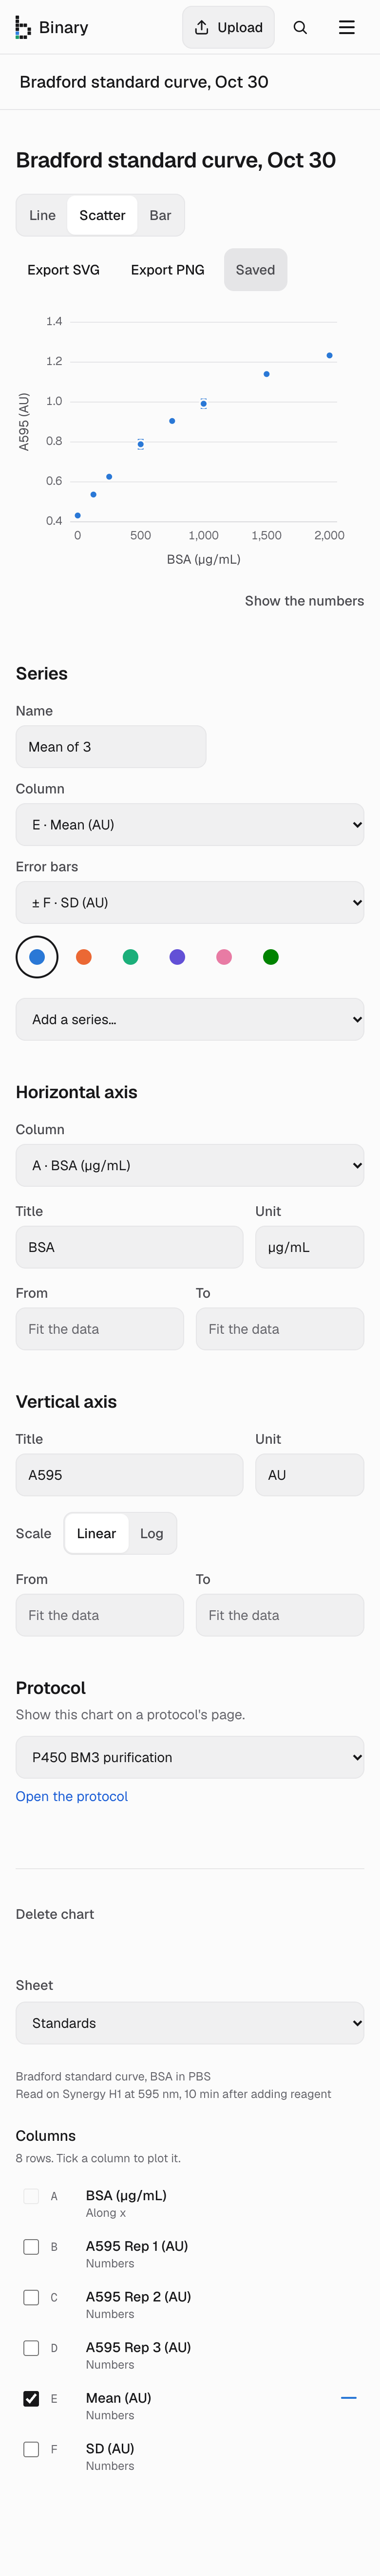 Binary
Upload
Bradford standard curve, Oct 30
Bradford standard curve, Oct 30
Line Scatter Bar
Export SVG Export PNG Saved
1.4
1.2
1.0
0.8
0.6
0.4
A595 (AU)
0 500 1,000 1,500 2,000
BSA (µg/mL)
Show the numbers
Series
Name
Mean of 3
Column
E · Mean (AU)
Error bars
± F · SD (AU)
Add a series...
Horizontal axis
Column
A · BSA (µg/mL)
Title Unit
BSA µg/mL
From To
Fit the data Fit the data
Vertical axis
Title Unit
A595 AU
Scale Linear Log
From To
Fit the data Fit the data
Protocol
Show this chart on a protocol's page.
P450 BM3 purification
Open the protocol
Delete chart
Sheet
Standards
Bradford standard curve, BSA in PBS
Read on Synergy H1 at 595 nm, 10 min after adding reagent
Columns
8 rows. Tick a column to plot it.
A BSA (µg/mL)
Along x
B A595 Rep 1 (AU)
Numbers
C A595 Rep 2 (AU)
Numbers
D A595 Rep 3 (AU)
Numbers
E Mean (AU)
Numbers
F SD (AU)
Numbers